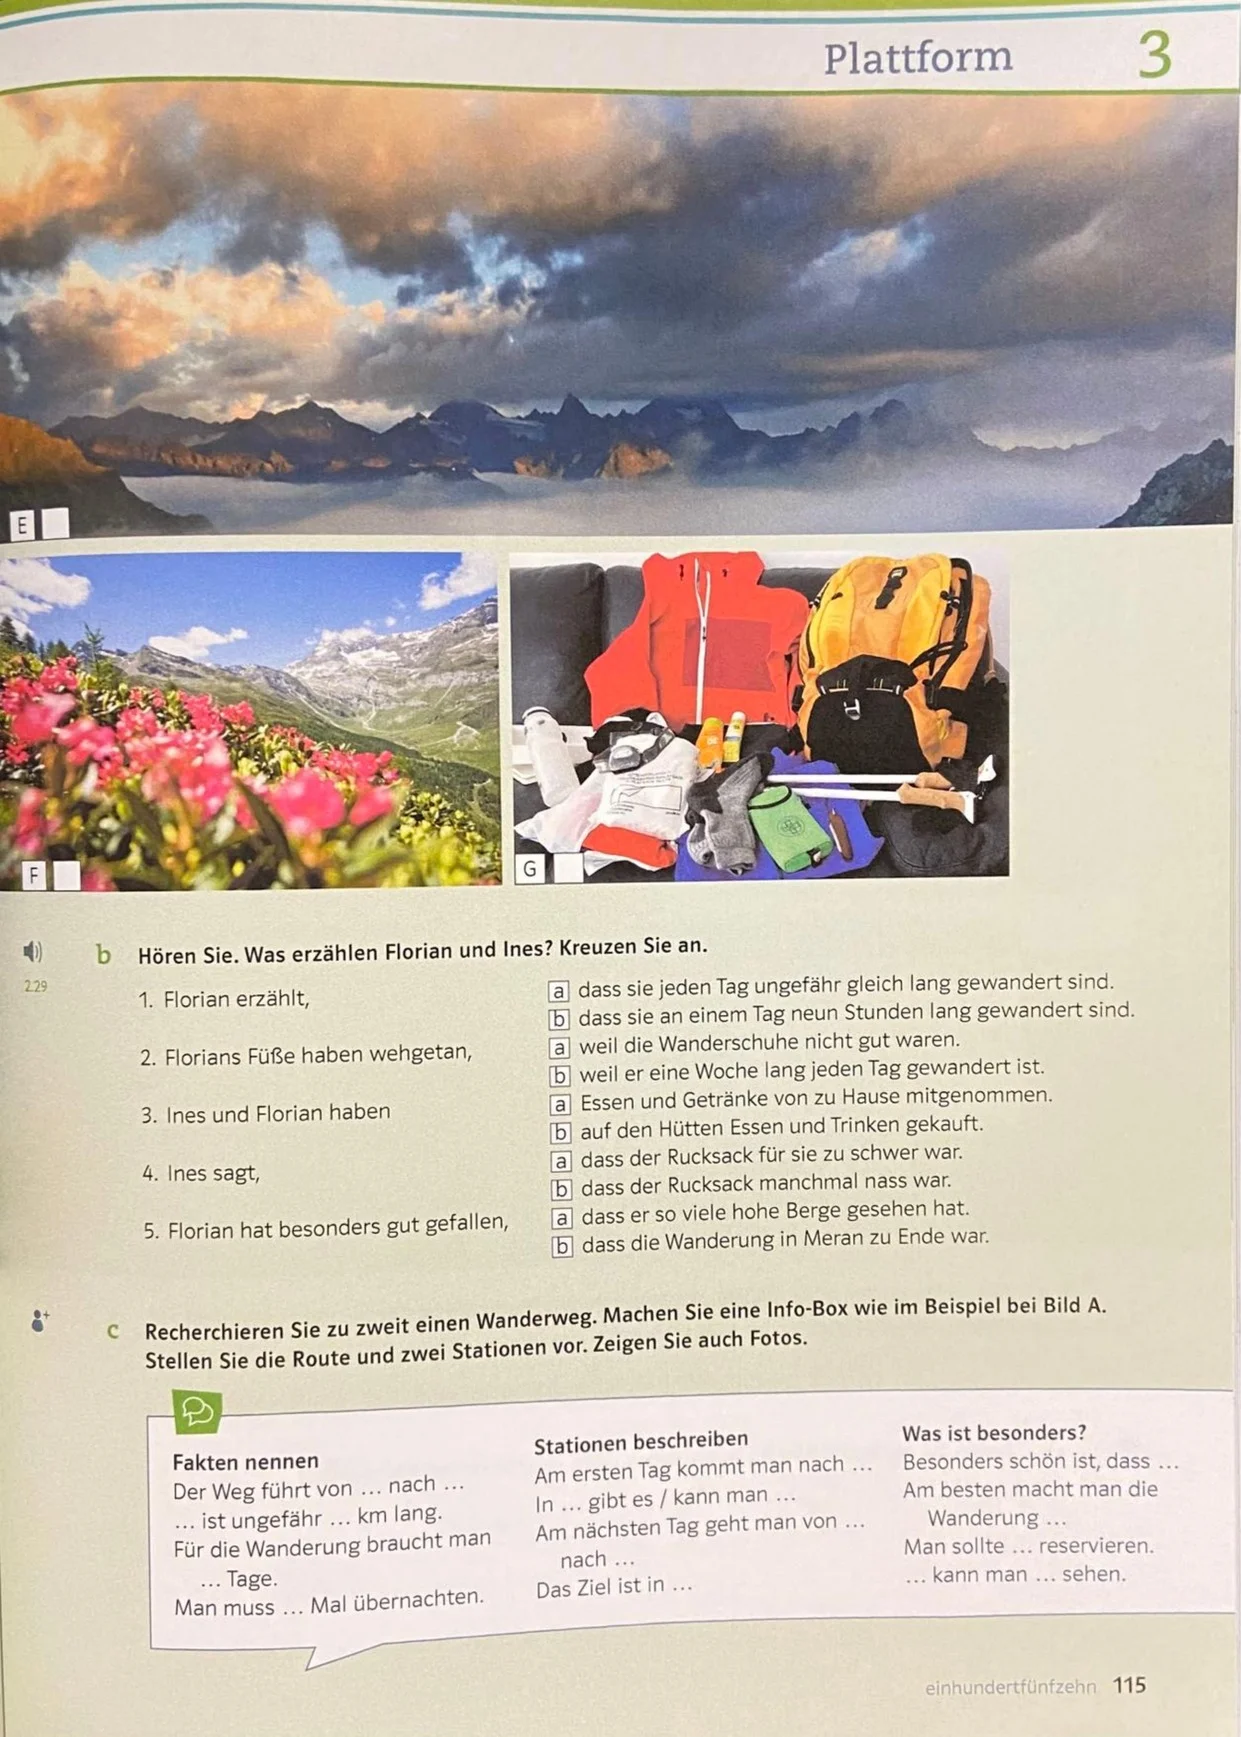 Plattform 3
E
F
G
b Hören Sie. Was erzählen Florian und Ines? Kreuzen Sie an.
2.29
1. Florian erzählt,
a dass sie jeden Tag ungefähr gleich lang gewandert sind.
b dass sie an einem Tag neun Stunden lang gewandert sind.
2. Florians Füße haben wehgetan,
a weil die Wanderschuhe nicht gut waren.
b weil er eine Woche lang jeden Tag gewandert ist.
3. Ines und Florian haben
a Essen und Getränke von zu Hause mitgenommen.
b auf den Hütten Essen und Trinken gekauft.
4. Ines sagt,
a dass der Rucksack für sie zu schwer war.
b dass der Rucksack manchmal nass war.
5. Florian hat besonders gut gefallen,
a dass er so viele hohe Berge gesehen hat.
b dass die Wanderung in Meran zu Ende war.
c Recherchieren Sie zu zweit einen Wanderweg. Machen Sie eine Info-Box wie im Beispiel bei Bild A.
Stellen Sie die Route und zwei Stationen vor. Zeigen Sie auch Fotos.
Fakten nennen
Der Weg führt von ... nach ...
... ist ungefähr ... km lang.
Für die Wanderung braucht man
... Tage.
Man muss ... Mal übernachten.
Stationen beschreiben
Am ersten Tag kommt man nach ...
In ... gibt es / kann man ...
Am nächsten Tag geht man von ...
nach ...
Das Ziel ist in ...
Was ist besonders?
Besonders schön ist, dass ...
Am besten macht man die
Wanderung ...
Man sollte ... reservieren.
... kann man ... sehen.
einhundertfünfzehn 115